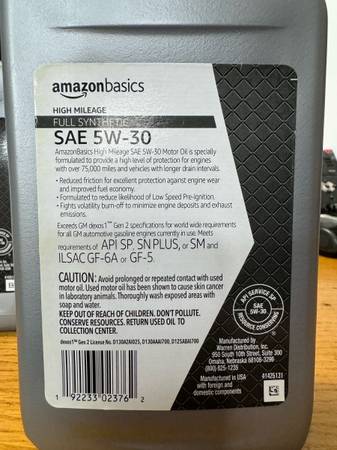 amazonbasics
HIGH MILEAGE
FULL SYNTHETIC
SAE 5W-30
AmazonBasics High Mileage SAE 5W-30 Motor Oil is specially
formulated to provide a high level of protection for engines
with over 75,000 miles and vehicles with longer drain intervals.
• Reduced friction for excellent protection against engine wear
and improved fuel economy.
• Formulated to reduce likelihood of Low Speed Pre-Ignition.
• Fights volatility burn-off to minimize engine deposits and exhaust
emissions.
Exceeds GM dexos1™ Gen 2 specifications for world wide requirements
for all GM automotive gasoline engines currently in use. Meets
requirements of API SP, SN PLUS, or SM and
ILSAC GF-6A or GF-5.
CAUTION: Avoid prolonged or repeated contact with used
motor oil. Used motor oil has been shown to cause skin cancer
in laboratory animals. Thoroughly wash exposed areas with
soap and water.
KEEP OUT OF REACH OF CHILDREN. DON'T POLLUTE.
CONSERVE RESOURCES. RETURN USED OIL TO
COLLECTION CENTER.
dexos1™ Gen 2 License No. D130A2AI025, D130AAAI700, D125ABAI700
1 92233 02376 2
API SERVICE SP
SAE
5W-30
RESOURCE CONSERVING
Manufactured by
Warren Distribution, Inc.
950 South 10th Street, Suite 300
Omaha, Nebraska 68108-3296
(800)-825-1235
Manufactured in USA
with foreign and
domestic components
41425131